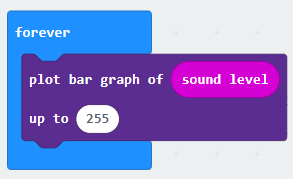 forever
plot bar graph of sound level
up to 255